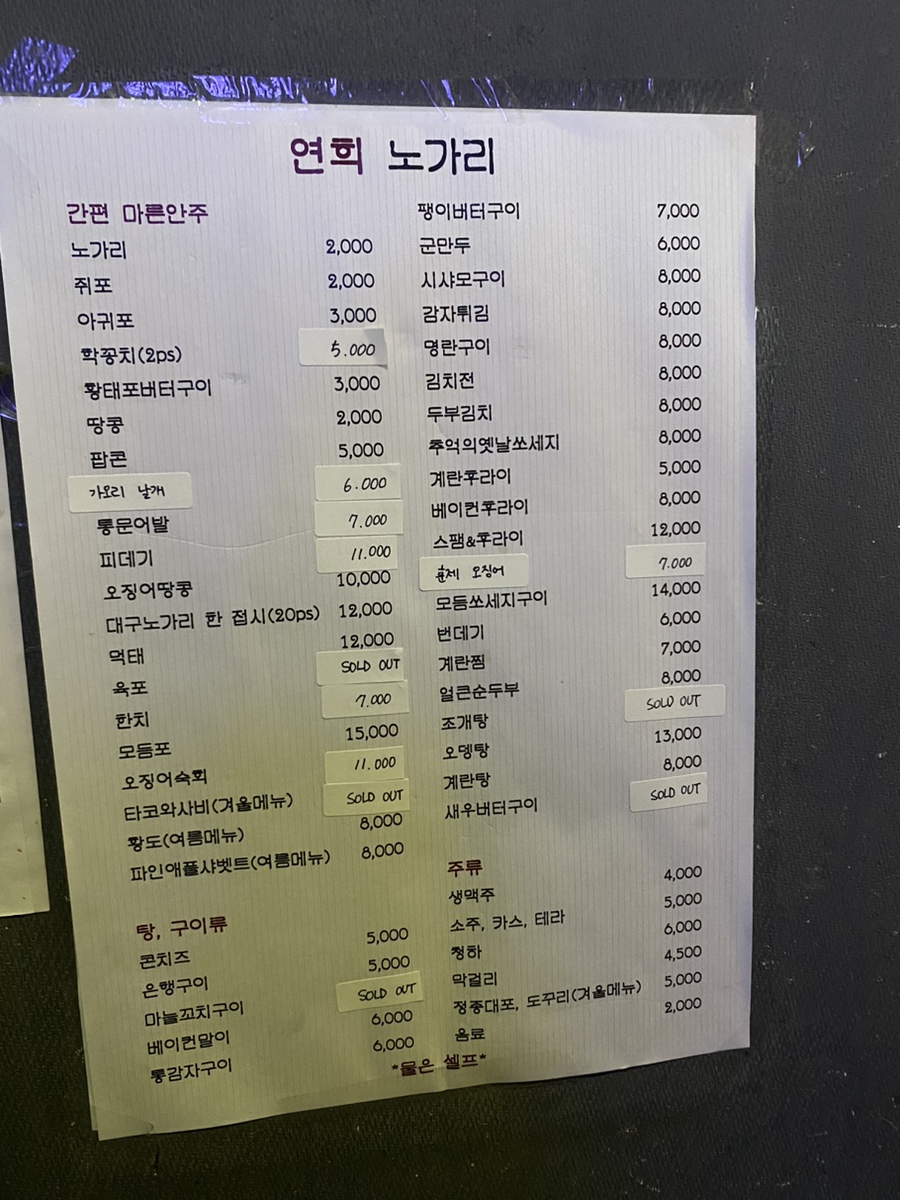 연희 노가리
간편 마른안주
노가리 2,000
쥐포 2,000
아귀포 3,000
학꽁치(2ps) 5.000
황태포버터구이 3,000
땅콩 2,000
팝콘 5,000
가오리 날개 6.000
통문어발 7.000
피데기 11.000
오징어땅콩 10,000
대구노가리 한 접시(20ps) 12,000
먹태 12,000
육포 SOLD OUT
한치 7.000
모듬포 15,000
오징어숙회 11.000
타코와사비(겨울메뉴) SOLD OUT
황도(여름메뉴) 8,000
파인애플샤벳트(여름메뉴) 8,000
탕, 구이류
콘치즈 5,000
은행구이 5,000
마늘꼬치구이 SOLD OUT
베이컨말이 6,000
통감자구이 6,000
팽이버터구이 7,000
군만두 6,000
시샤모구이 8,000
감자튀김 8,000
명란구이 8,000
김치전 8,000
두부김치 8,000
추억의옛날쏘세지 8,000
계란후라이 5,000
베이컨후라이 8,000
스팸&후라이 12,000
훈제 오징어 7.000
모듬쏘세지구이 14,000
번데기 6,000
계란찜 7,000
얼큰순두부 8,000
조개탕 SOLD OUT
오뎅탕 13,000
계란탕 8,000
새우버터구이 SOLD OUT
주류
생맥주 4,000
소주, 카스, 테라 5,000
청하 6,000
막걸리 4,500
정종대포, 도꾸리(겨울메뉴) 5,000
음료 2,000
*물은 셀프*